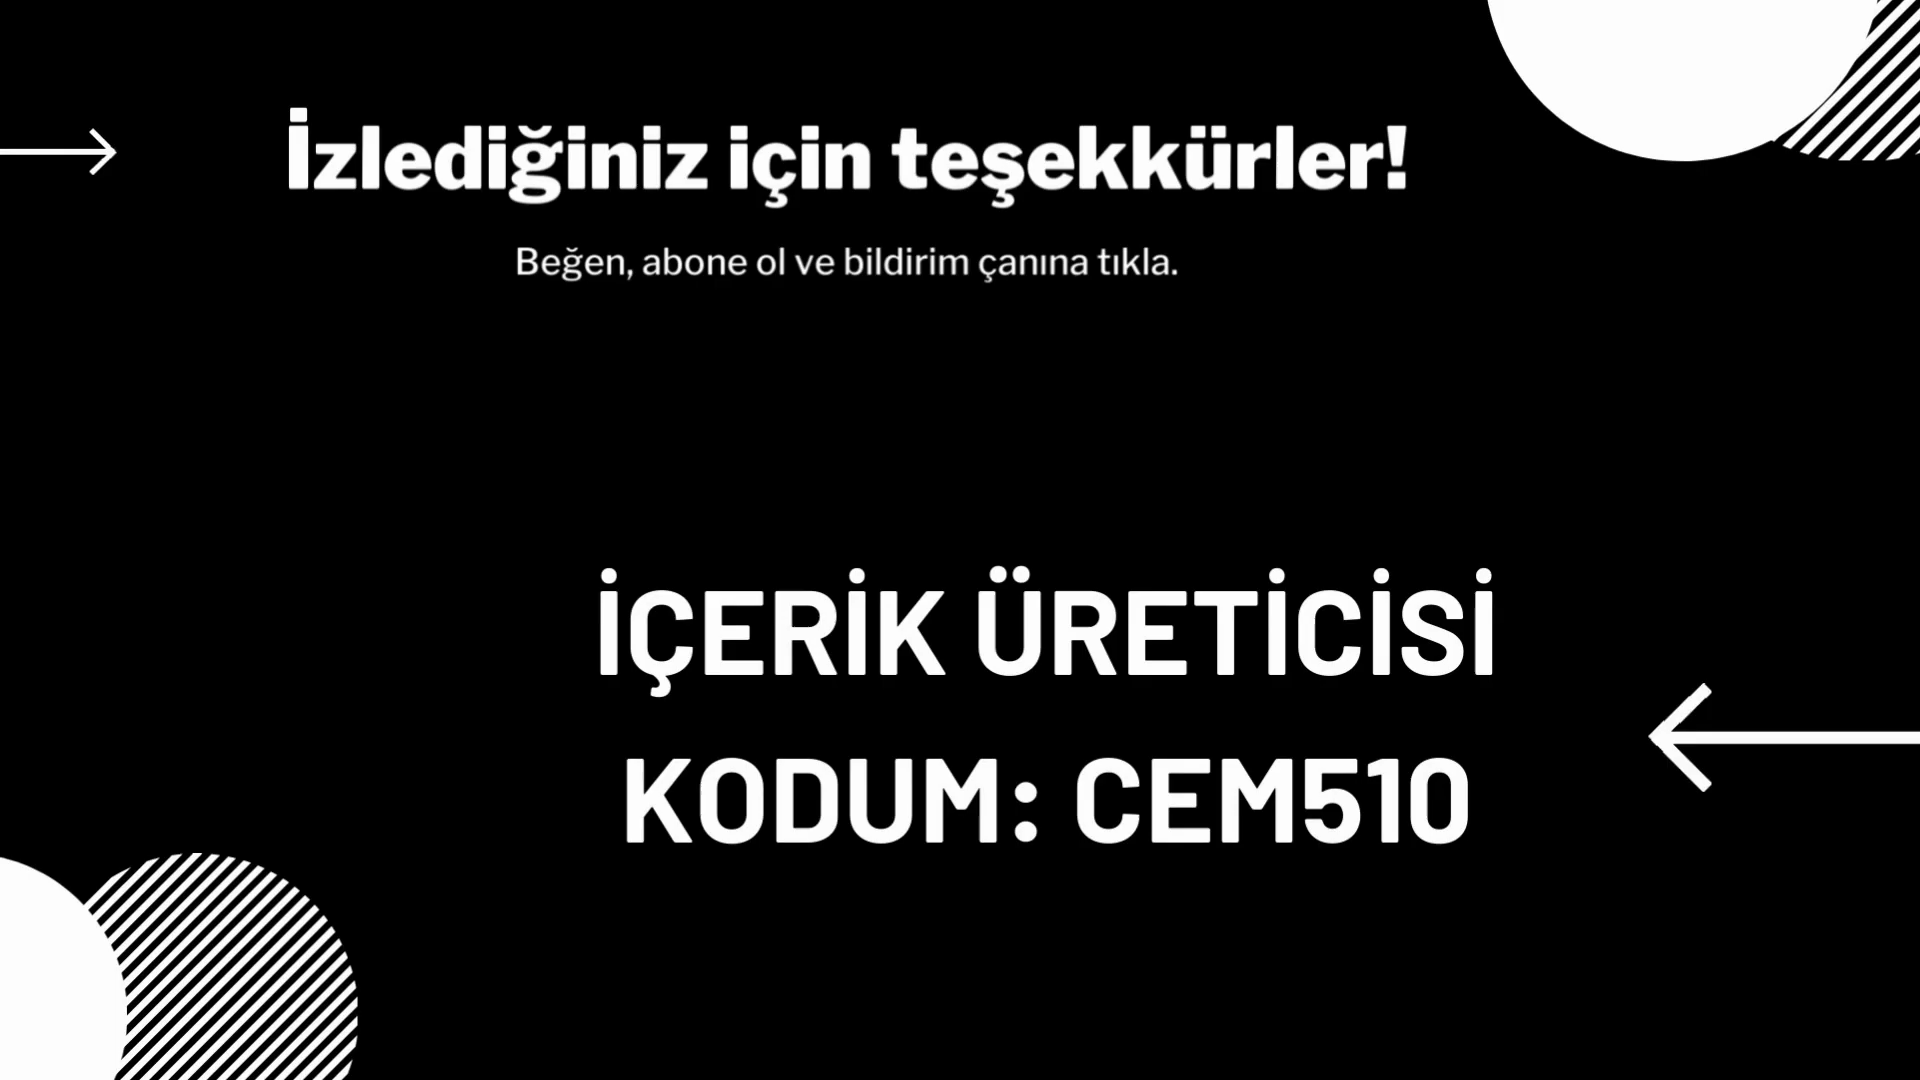 İzlediğiniz için teşekkürler!
Beğen, abone ol ve bildirim çanına tıkla.
İÇERİK ÜRETİCİSİ
KODUM: CEM510